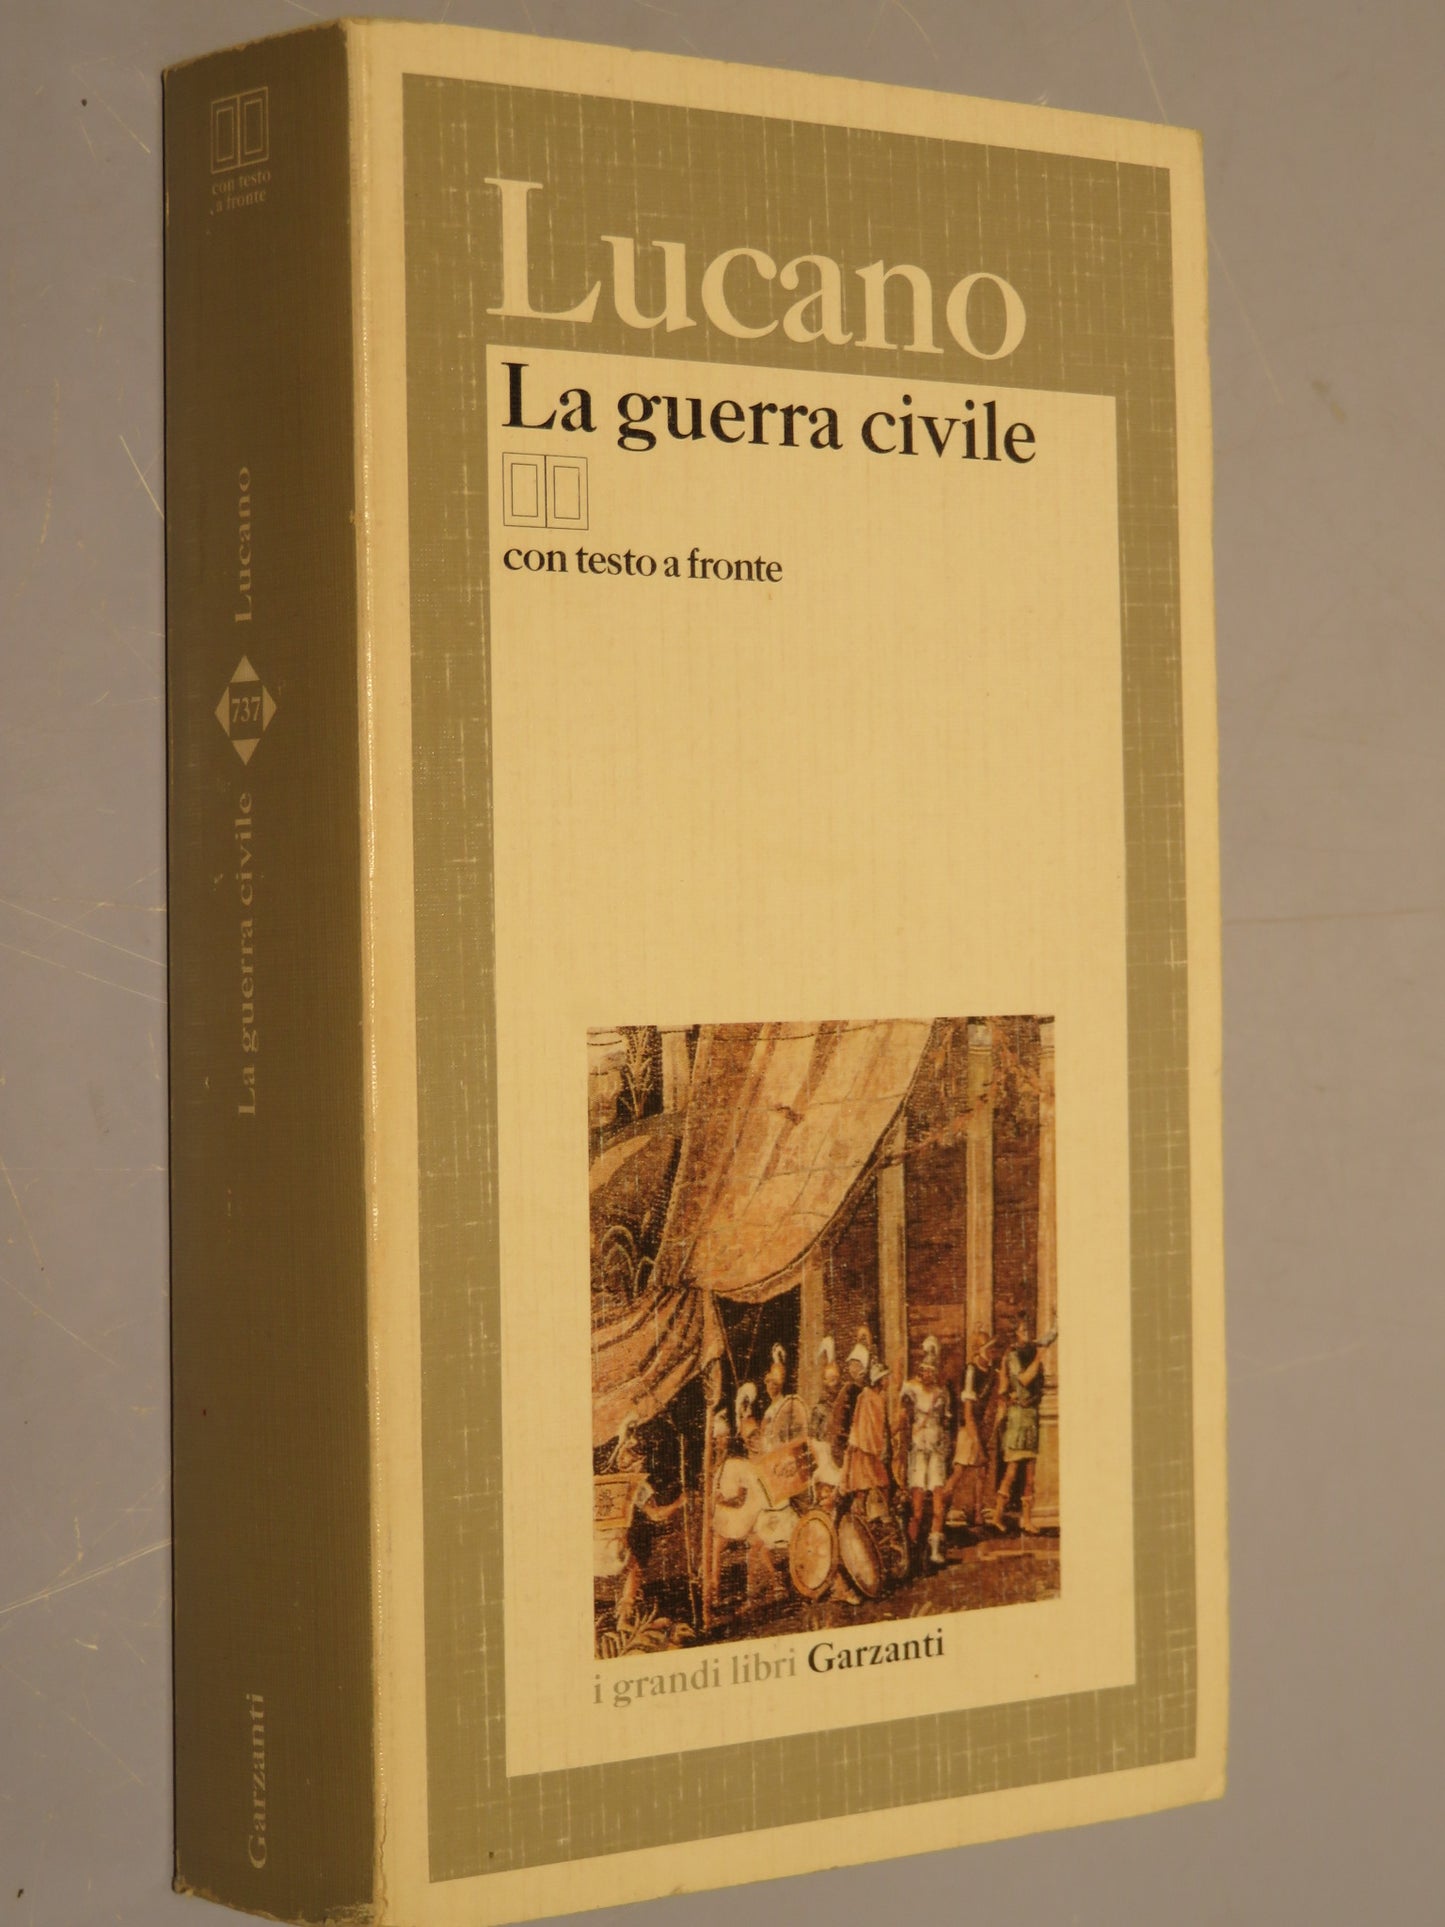 con testo
a fronte
Lucano
737
La guerra civile
Garzanti
Lucano
La guerra civile
con testo a fronte
i grandi libri Garzanti